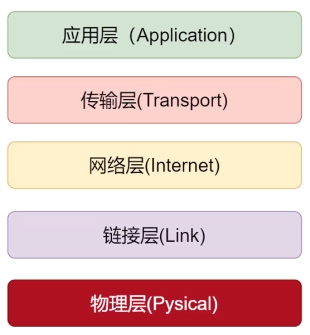 应用层（Application）
传输层(Transport)
网络层(Internet)
链接层(Link)
物理层(Pysical)